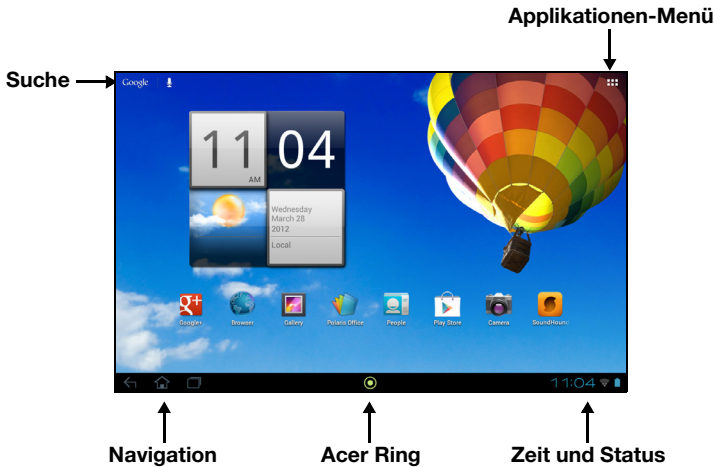 Applikationen-Menü
Suche
Google
11 04
AM
Wednesday
March 28
2012
Local
Google+ Browser Gallery Polaris Office People Play Store Camera SoundHound
11:04
Navigation Acer Ring Zeit und Status